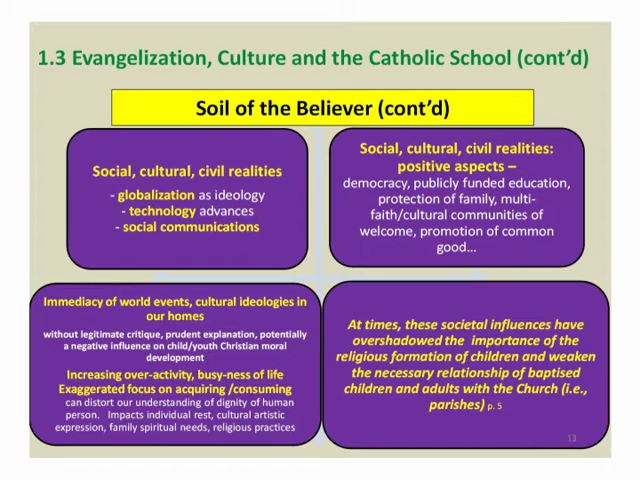 1.3 Evangelization, Culture and the Catholic School (cont’d)
Soil of the Believer (cont’d)
Social, cultural, civil realities
- globalization as ideology
- technology advances
- social communications
Social, cultural, civil realities:
positive aspects –
democracy, publicly funded education,
protection of family, multi-
faith/cultural communities of
welcome, promotion of common
good…
Immediacy of world events, cultural ideologies in
our homes
without legitimate critique, prudent explanation, potentially
a negative influence on child/youth Christian moral
development
Increasing over-activity, busy-ness of life
Exaggerated focus on acquiring /consuming
can distort our understanding of dignity of human
person. Impacts individual rest, cultural artistic
expression, family spiritual needs, religious practices
At times, these societal influences have
overshadowed the importance of the
religious formation of children and weaken
the necessary relationship of baptised
children and adults with the Church (i.e.,
parishes) p. 5
13